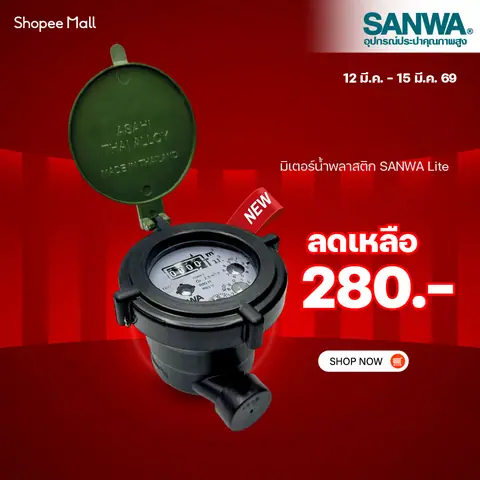 Shopee Mall
SANWA®
อุปกรณ์ประปาคุณภาพสูง
12 มี.ค. - 15 มี.ค. 69
ASAHI
THAI ALLOY
MADE IN THAILAND
มิเตอร์น้ำพลาสติก SANWA Lite
NEW
ลดเหลือ
280.-
m³
SANWA
SHOP NOW